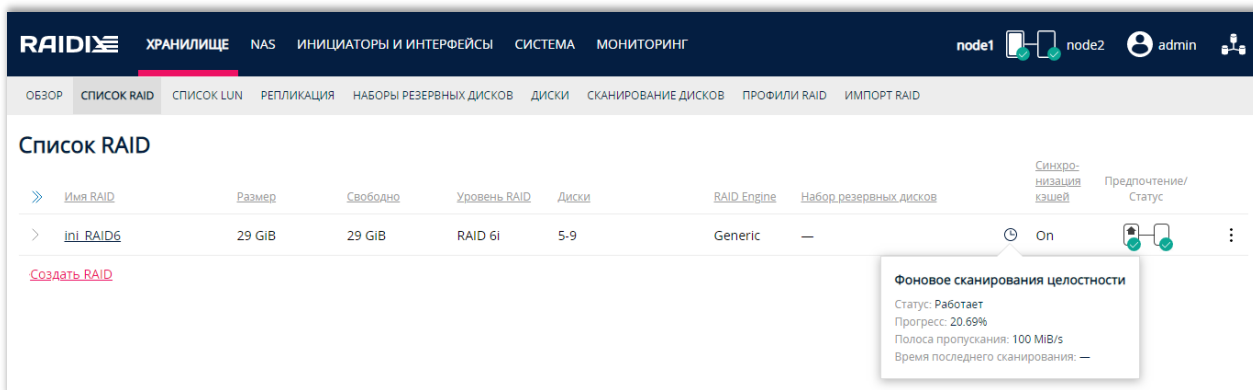 RAIDIX ХРАНИЛИЩЕ NAS ИНИЦИАТОРЫ И ИНТЕРФЕЙСЫ СИСТЕМА МОНИТОРИНГ node1 node2 admin
ОБЗОР СПИСОК RAID СПИСОК LUN РЕПЛИКАЦИЯ НАБОРЫ РЕЗЕРВНЫХ ДИСКОВ ДИСКИ СКАНИРОВАНИЕ ДИСКОВ ПРОФИЛИ RAID ИМПОРТ RAID
Список RAID
Имя RAID Размер Свободно Уровень RAID Диски RAID Engine Набор резервных дисков
Синхро-
низация
кэшей
Предпочтение/
Статус
ini_RAID6 29 GiB 29 GiB RAID 6i 5-9 Generic — On
Создать RAID
Фоновое сканирования целостности
Статус: Работает
Прогресс: 20.69%
Полоса пропускания: 100 MiB/s
Время последнего сканирования: —